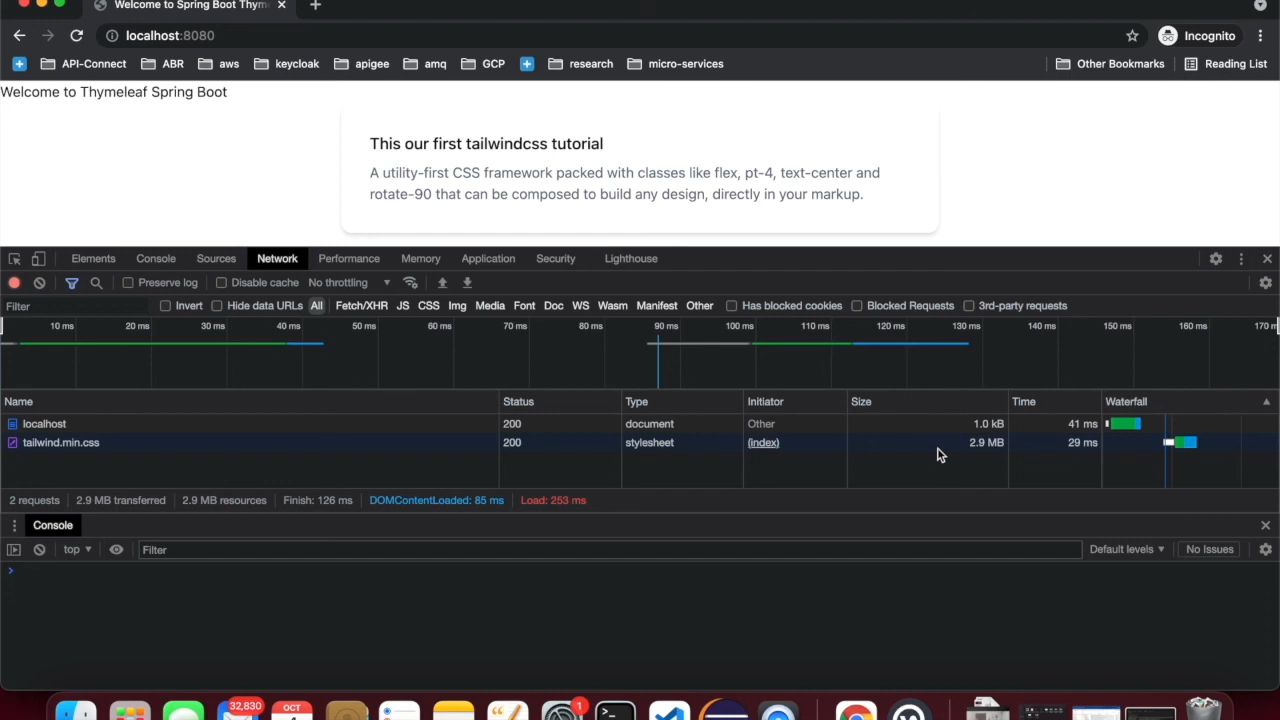 Welcome to Spring Boot Thym
localhost:8080
Incognito
API-Connect ABR aws keycloak apigee amq GCP research micro-services Other Bookmarks Reading List
Welcome to Thymeleaf Spring Boot
This our first tailwindcss tutorial
A utility-first CSS framework packed with classes like flex, pt-4, text-center and
rotate-90 that can be composed to build any design, directly in your markup.
Elements Console Sources Network Performance Memory Application Security Lighthouse
Preserve log Disable cache No throttling
Filter Invert Hide data URLs All Fetch/XHR JS CSS Img Media Font Doc WS Wasm Manifest Other Has blocked cookies Blocked Requests 3rd-party requests
10 ms 20 ms 30 ms 40 ms 50 ms 60 ms 70 ms 80 ms 90 ms 100 ms 110 ms 120 ms 130 ms 140 ms 150 ms 160 ms 170 m
Name Status Type Initiator Size Time Waterfall
localhost 200 document Other 1.0 kB 41 ms
tailwind.min.css 200 stylesheet (index) 2.9 MB 29 ms
2 requests 2.9 MB transferred 2.9 MB resources Finish: 126 ms DOMContentLoaded: 85 ms Load: 253 ms
Console
top Filter Default levels No Issues
32,830 OCT 1